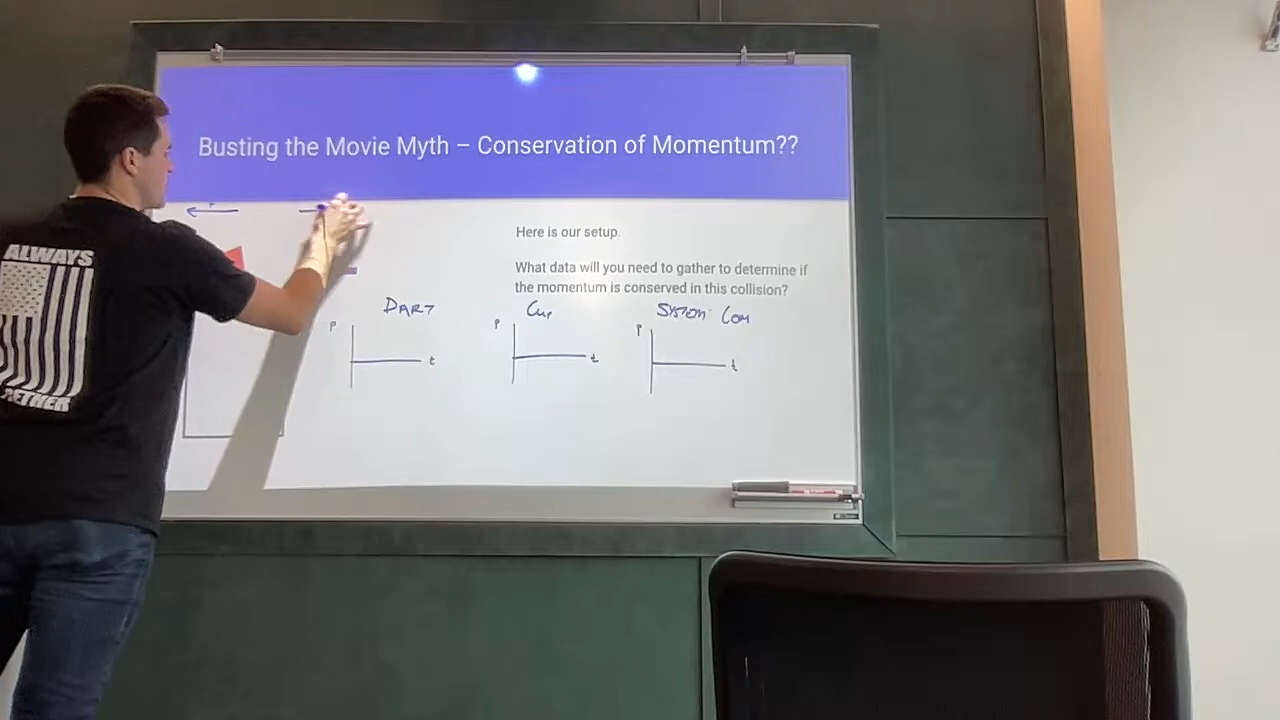 Busting the Movie Myth – Conservation of Momentum??
Here is our setup.
What data will you need to gather to determine if
the momentum is conserved in this collision?
DART
Cup
SYSTEM: COM
P
t
P
t
P
t
ALWAYS